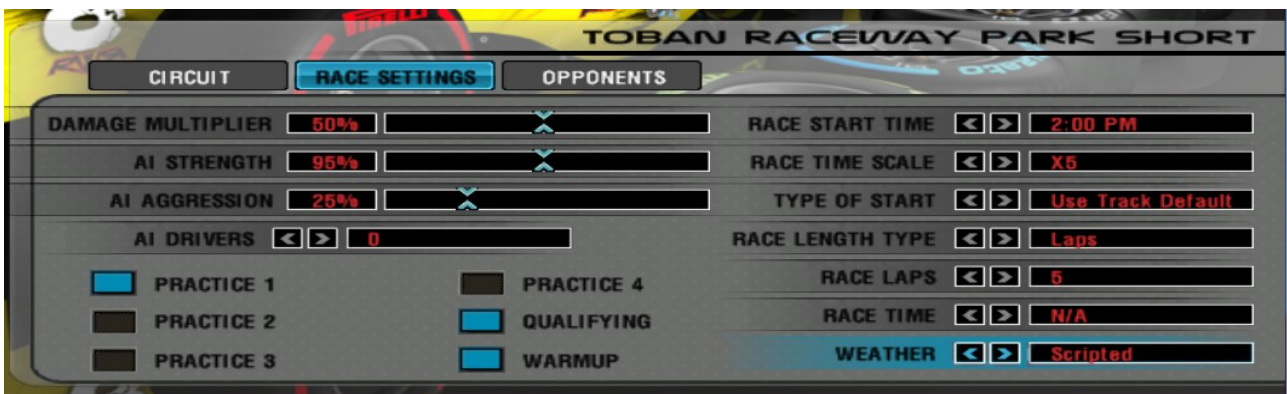 PIRELLI
TOBAN RACEWAY PARK SHORT
CIRCUIT RACE SETTINGS OPPONENTS
DAMAGE MULTIPLIER 50% RACE START TIME < > 2:00 PM
AI STRENGTH 95% RACE TIME SCALE < > X5
AI AGGRESSION 25% TYPE OF START < > Use Track Default
AI DRIVERS < > 0 RACE LENGTH TYPE < > Laps
PRACTICE 1 PRACTICE 4 RACE LAPS < > 5
PRACTICE 2 QUALIFYING RACE TIME < > N/A
PRACTICE 3 WARMUP WEATHER < > Scripted